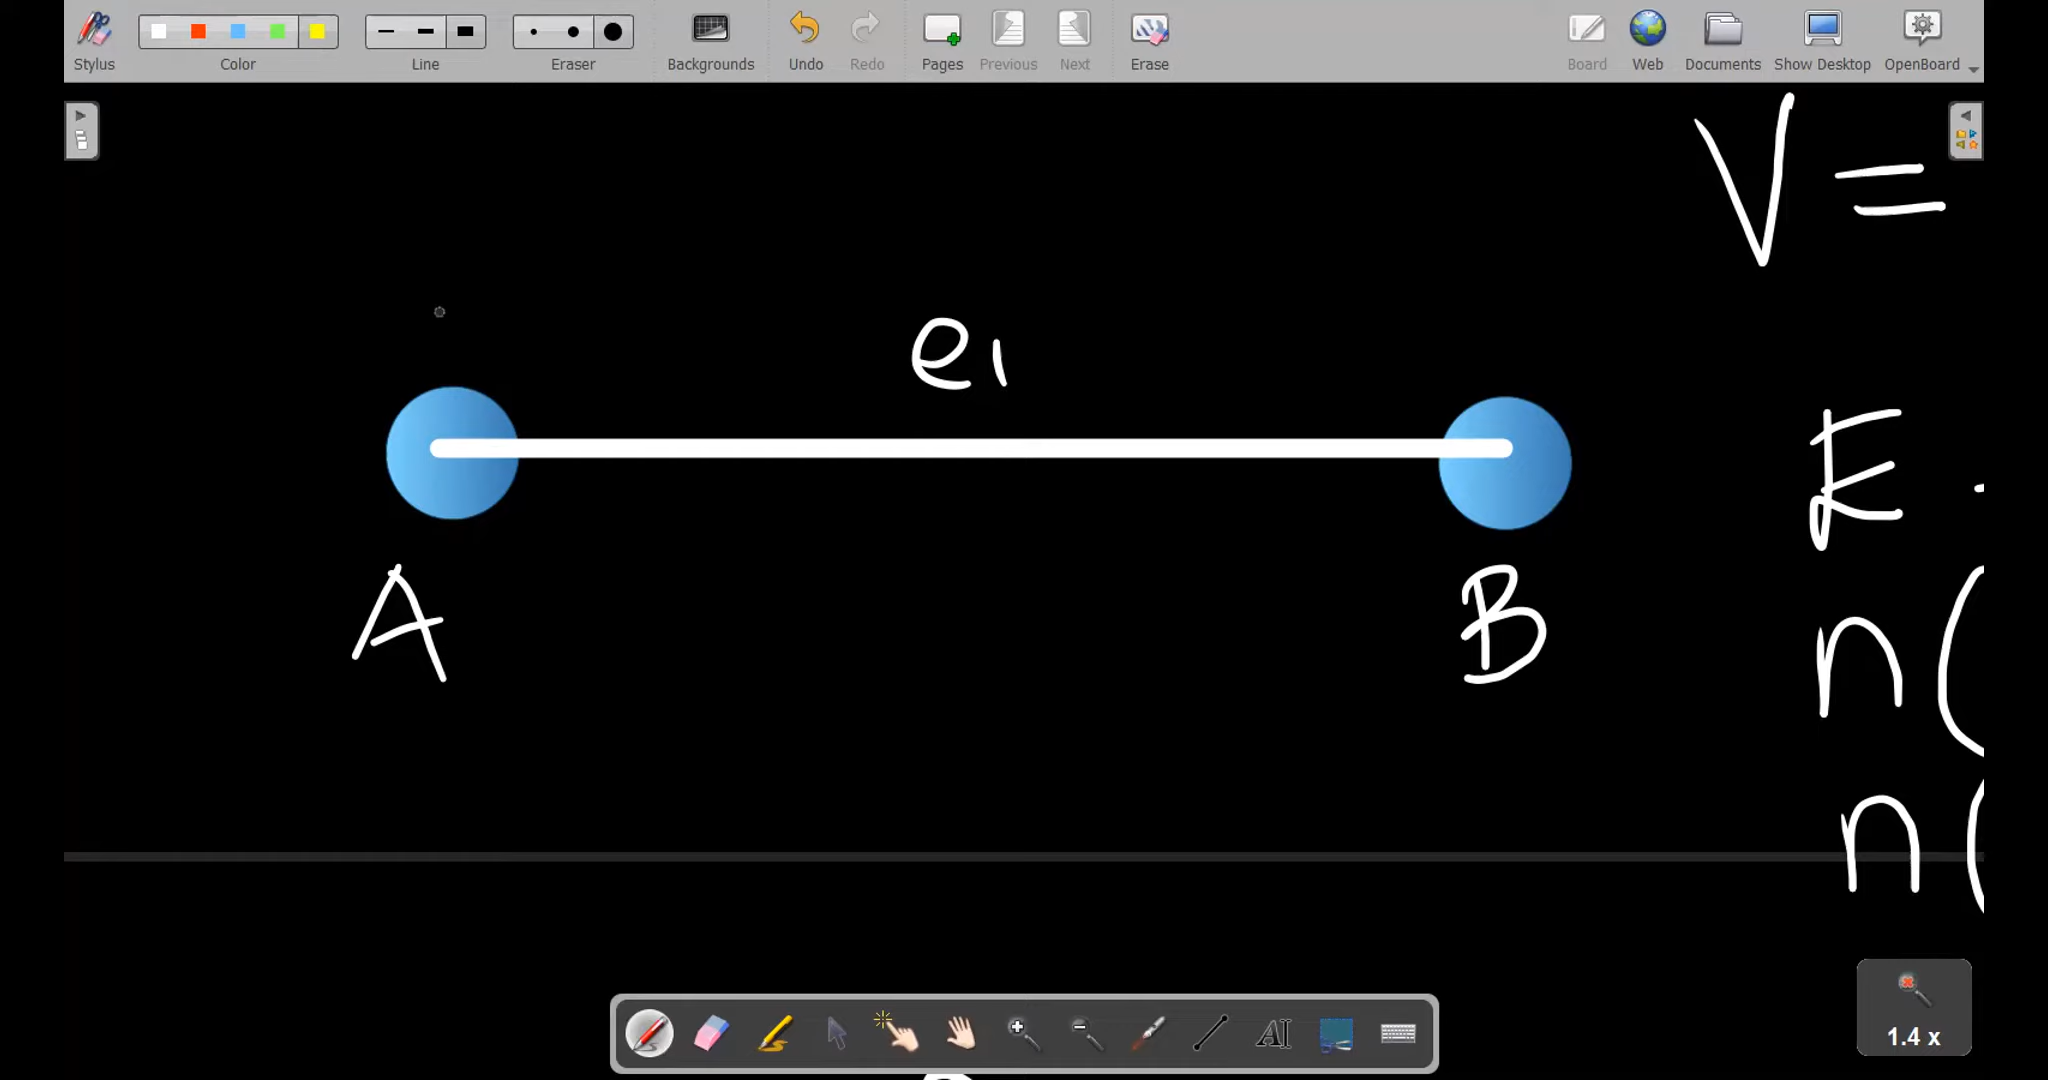 Stylus Color Line Eraser Backgrounds Undo Redo Pages Previous Next Erase Board Web Documents Show Desktop OpenBoard
V =
e1
A
B
E
n(
n(
AI
1.4 x